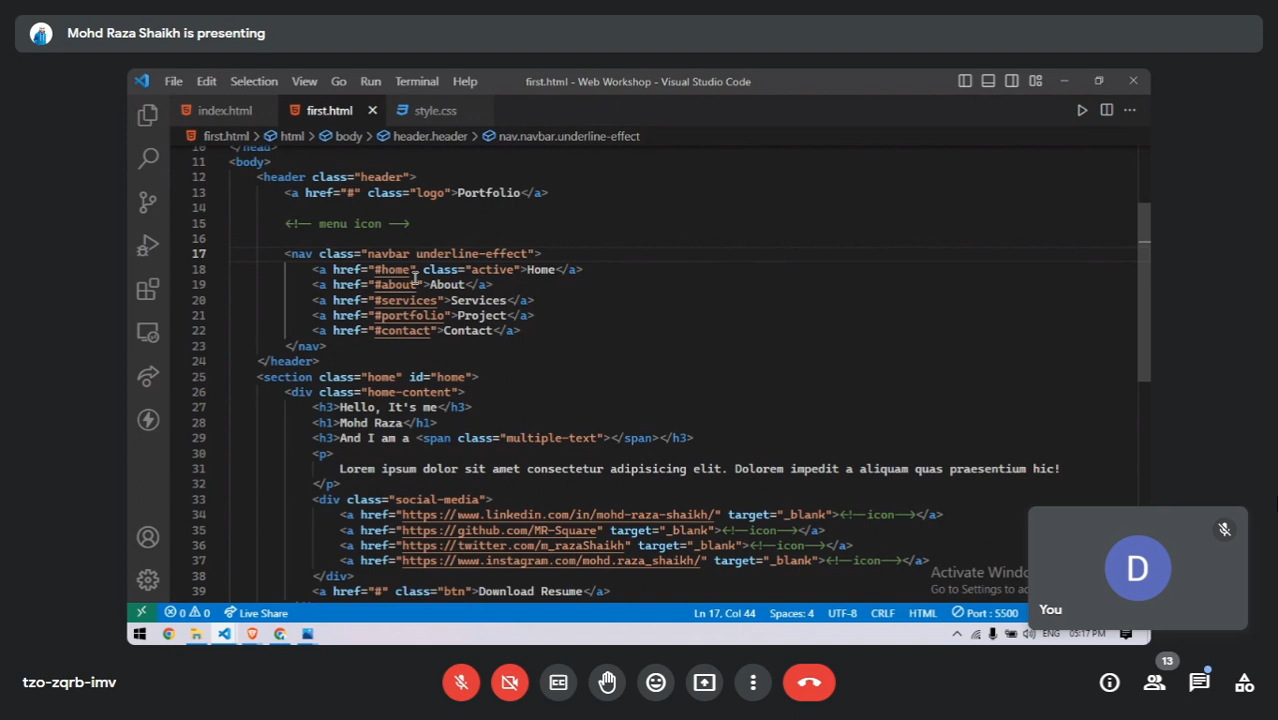 Mohd Raza Shaikh is presenting
File Edit Selection View Go Run Terminal Help first.html - Web Workshop - Visual Studio Code
index.html first.html style.css
first.html > html > body > header.header > nav.navbar.underline-effect
10 </head>
11 <body>
12 <header class="header">
13 <a href="#" class="logo">Portfolio</a>
14
15 <!-- menu icon -->
16
17 <nav class="navbar underline-effect">
18 <a href="#home" class="active">Home</a>
19 <a href="#about">About</a>
20 <a href="#services">Services</a>
21 <a href="#portfolio">Project</a>
22 <a href="#contact">Contact</a>
23 </nav>
24 </header>
25 <section class="home" id="home">
26 <div class="home-content">
27 <h3>Hello, It's me</h3>
28 <h1>Mohd Raza</h1>
29 <h3>And I am a <span class="multiple-text"></span></h3>
30 <p>
31 Lorem ipsum dolor sit amet consectetur adipisicing elit. Dolorem impedit a aliquam quas praesentium hic!
32 </p>
33 <div class="social-media">
34 <a href="https://www.linkedin.com/in/mohd-raza-shaikh/" target="_blank"><!--icon--></a>
35 <a href="https://github.com/MR-Square" target="_blank"><!--icon--></a>
36 <a href="https://twitter.com/m_razaShaikh" target="_blank"><!--icon--></a>
37 <a href="https://www.instagram.com/mohd.raza_shaikh/" target="_blank"><!--icon--></a>
38 </div>
39 <a href="#" class="btn">Download Resume</a>
Activate Windo
Go to Settings to ac
D
You
0 0 Live Share Ln 17, Col 44 Spaces: 4 UTF-8 CRLF HTML Port : 5500
ENG 05:17 PM
tzo-zqrb-imv
CC
13